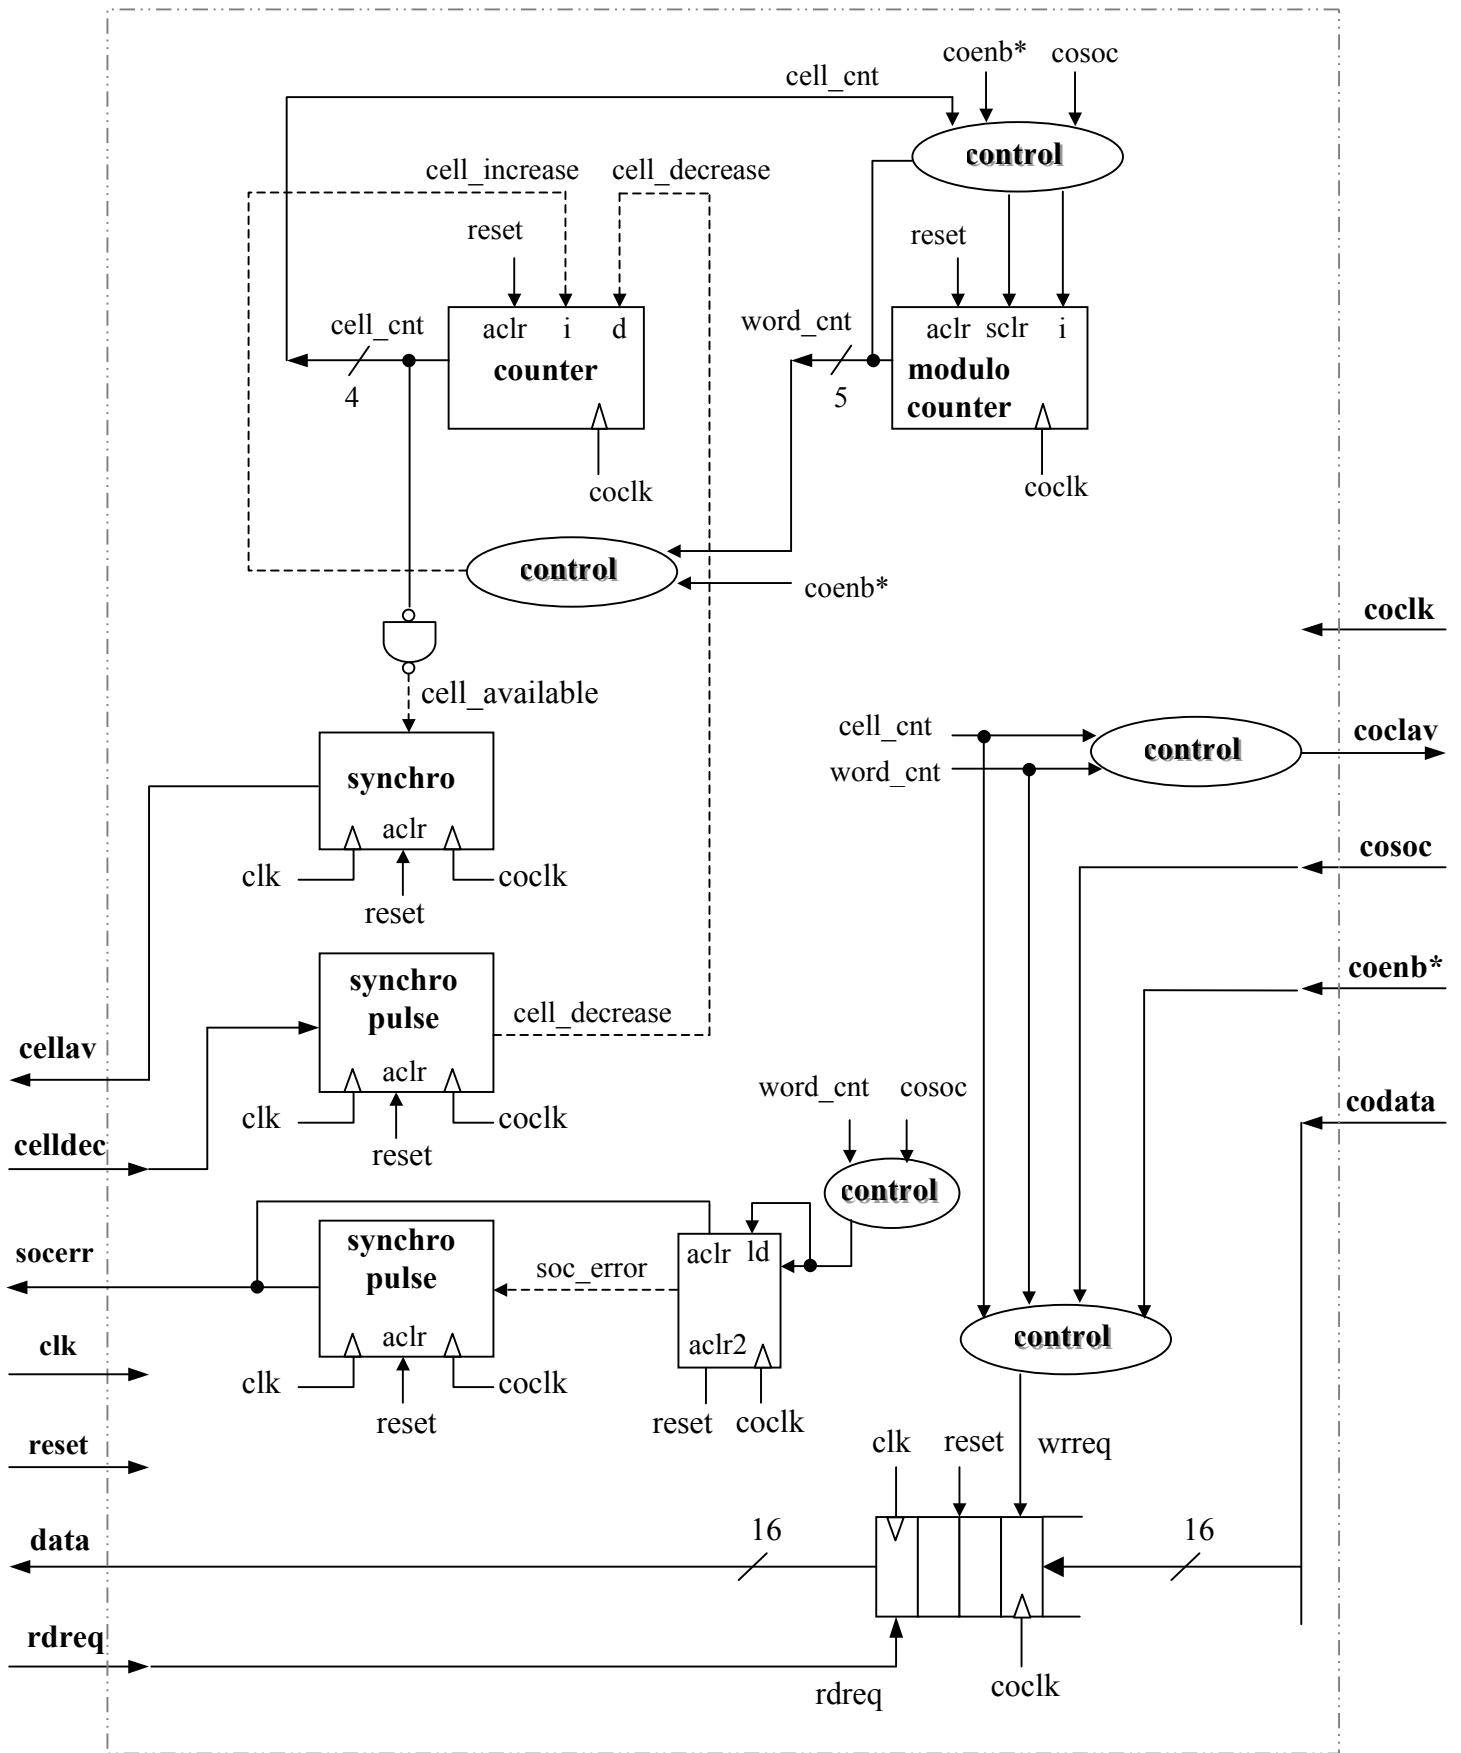 coenb* cosoc
cell_cnt
control
cell_increase cell_decrease
reset
reset
aclr i d
counter
cell_cnt
4
coclk
word_cnt
5
aclr sclr i
modulo
counter
coclk
control
coenb*
coclk
cell_available
cell_cnt
word_cnt
control
coclav
synchro
aclr
clk
coclk
reset
cosoc
synchro
pulse
aclr
cell_decrease
clk
coclk
reset
coenb*
cellav
celldec
word_cnt cosoc
control
codata
socerr
synchro
pulse
aclr
clk
coclk
reset
soc_error
aclr ld
aclr2
reset coclk
control
clk
reset
clk reset wrreq
data
16
16
rdreq
rdreq
coclk